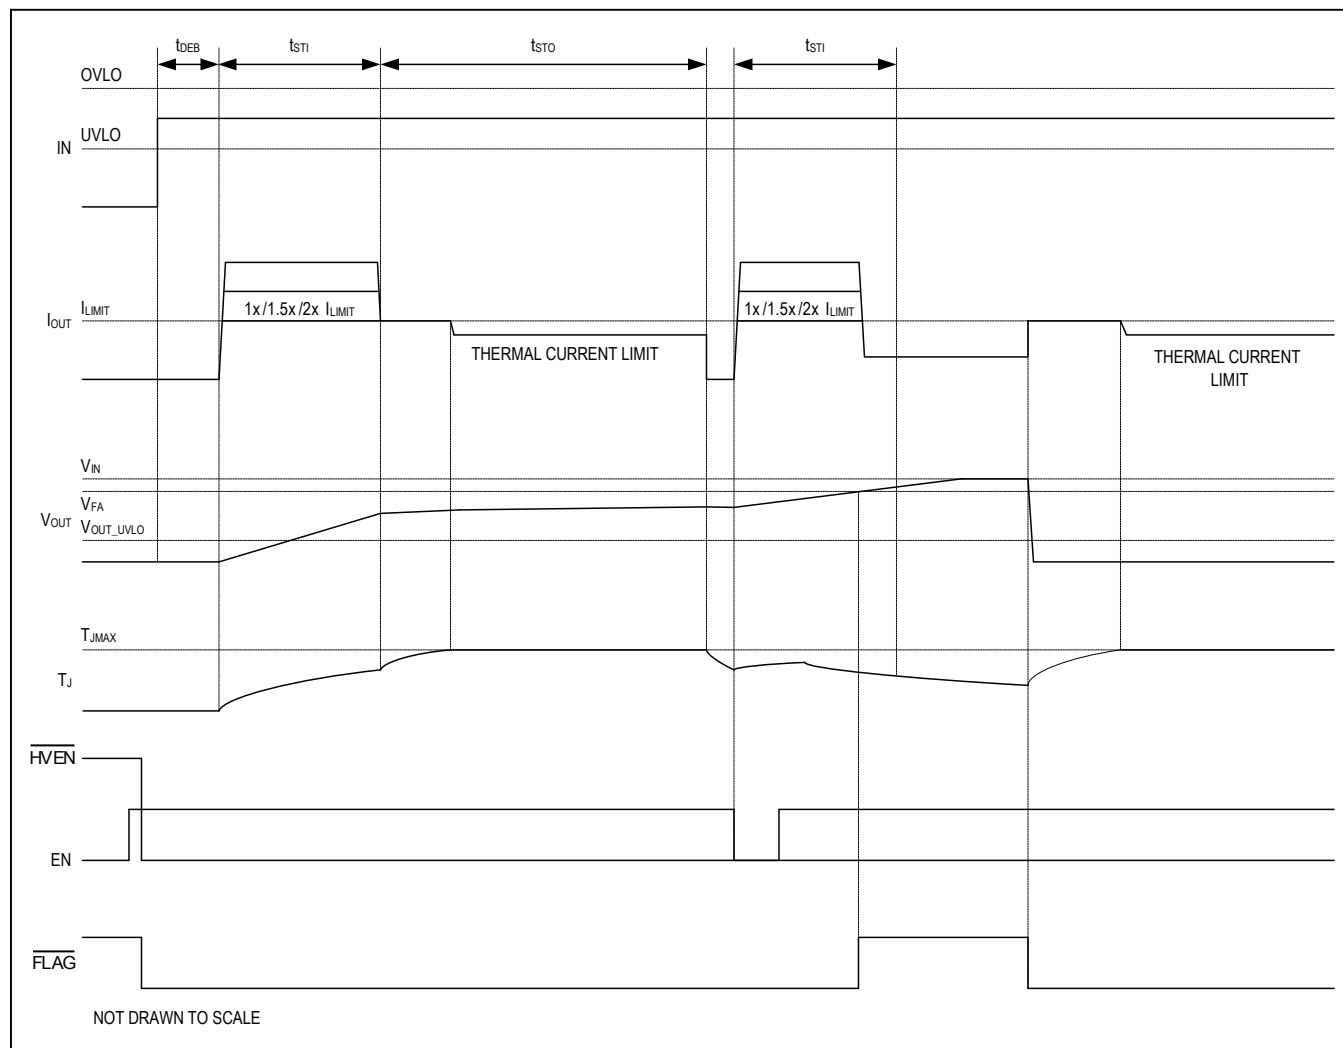 tDEB
tSTI
tSTO
tSTI
OVLO
UVLO
IN
ILIMIT
IOUT
1x/1.5x/2x ILIMIT
1x/1.5x/2x ILIMIT
THERMAL CURRENT LIMIT
THERMAL CURRENT
LIMIT
VIN
VFA
VOUT
VOUT_UVLO
TJMAX
TJ
HVEN
EN
FLAG
NOT DRAWN TO SCALE